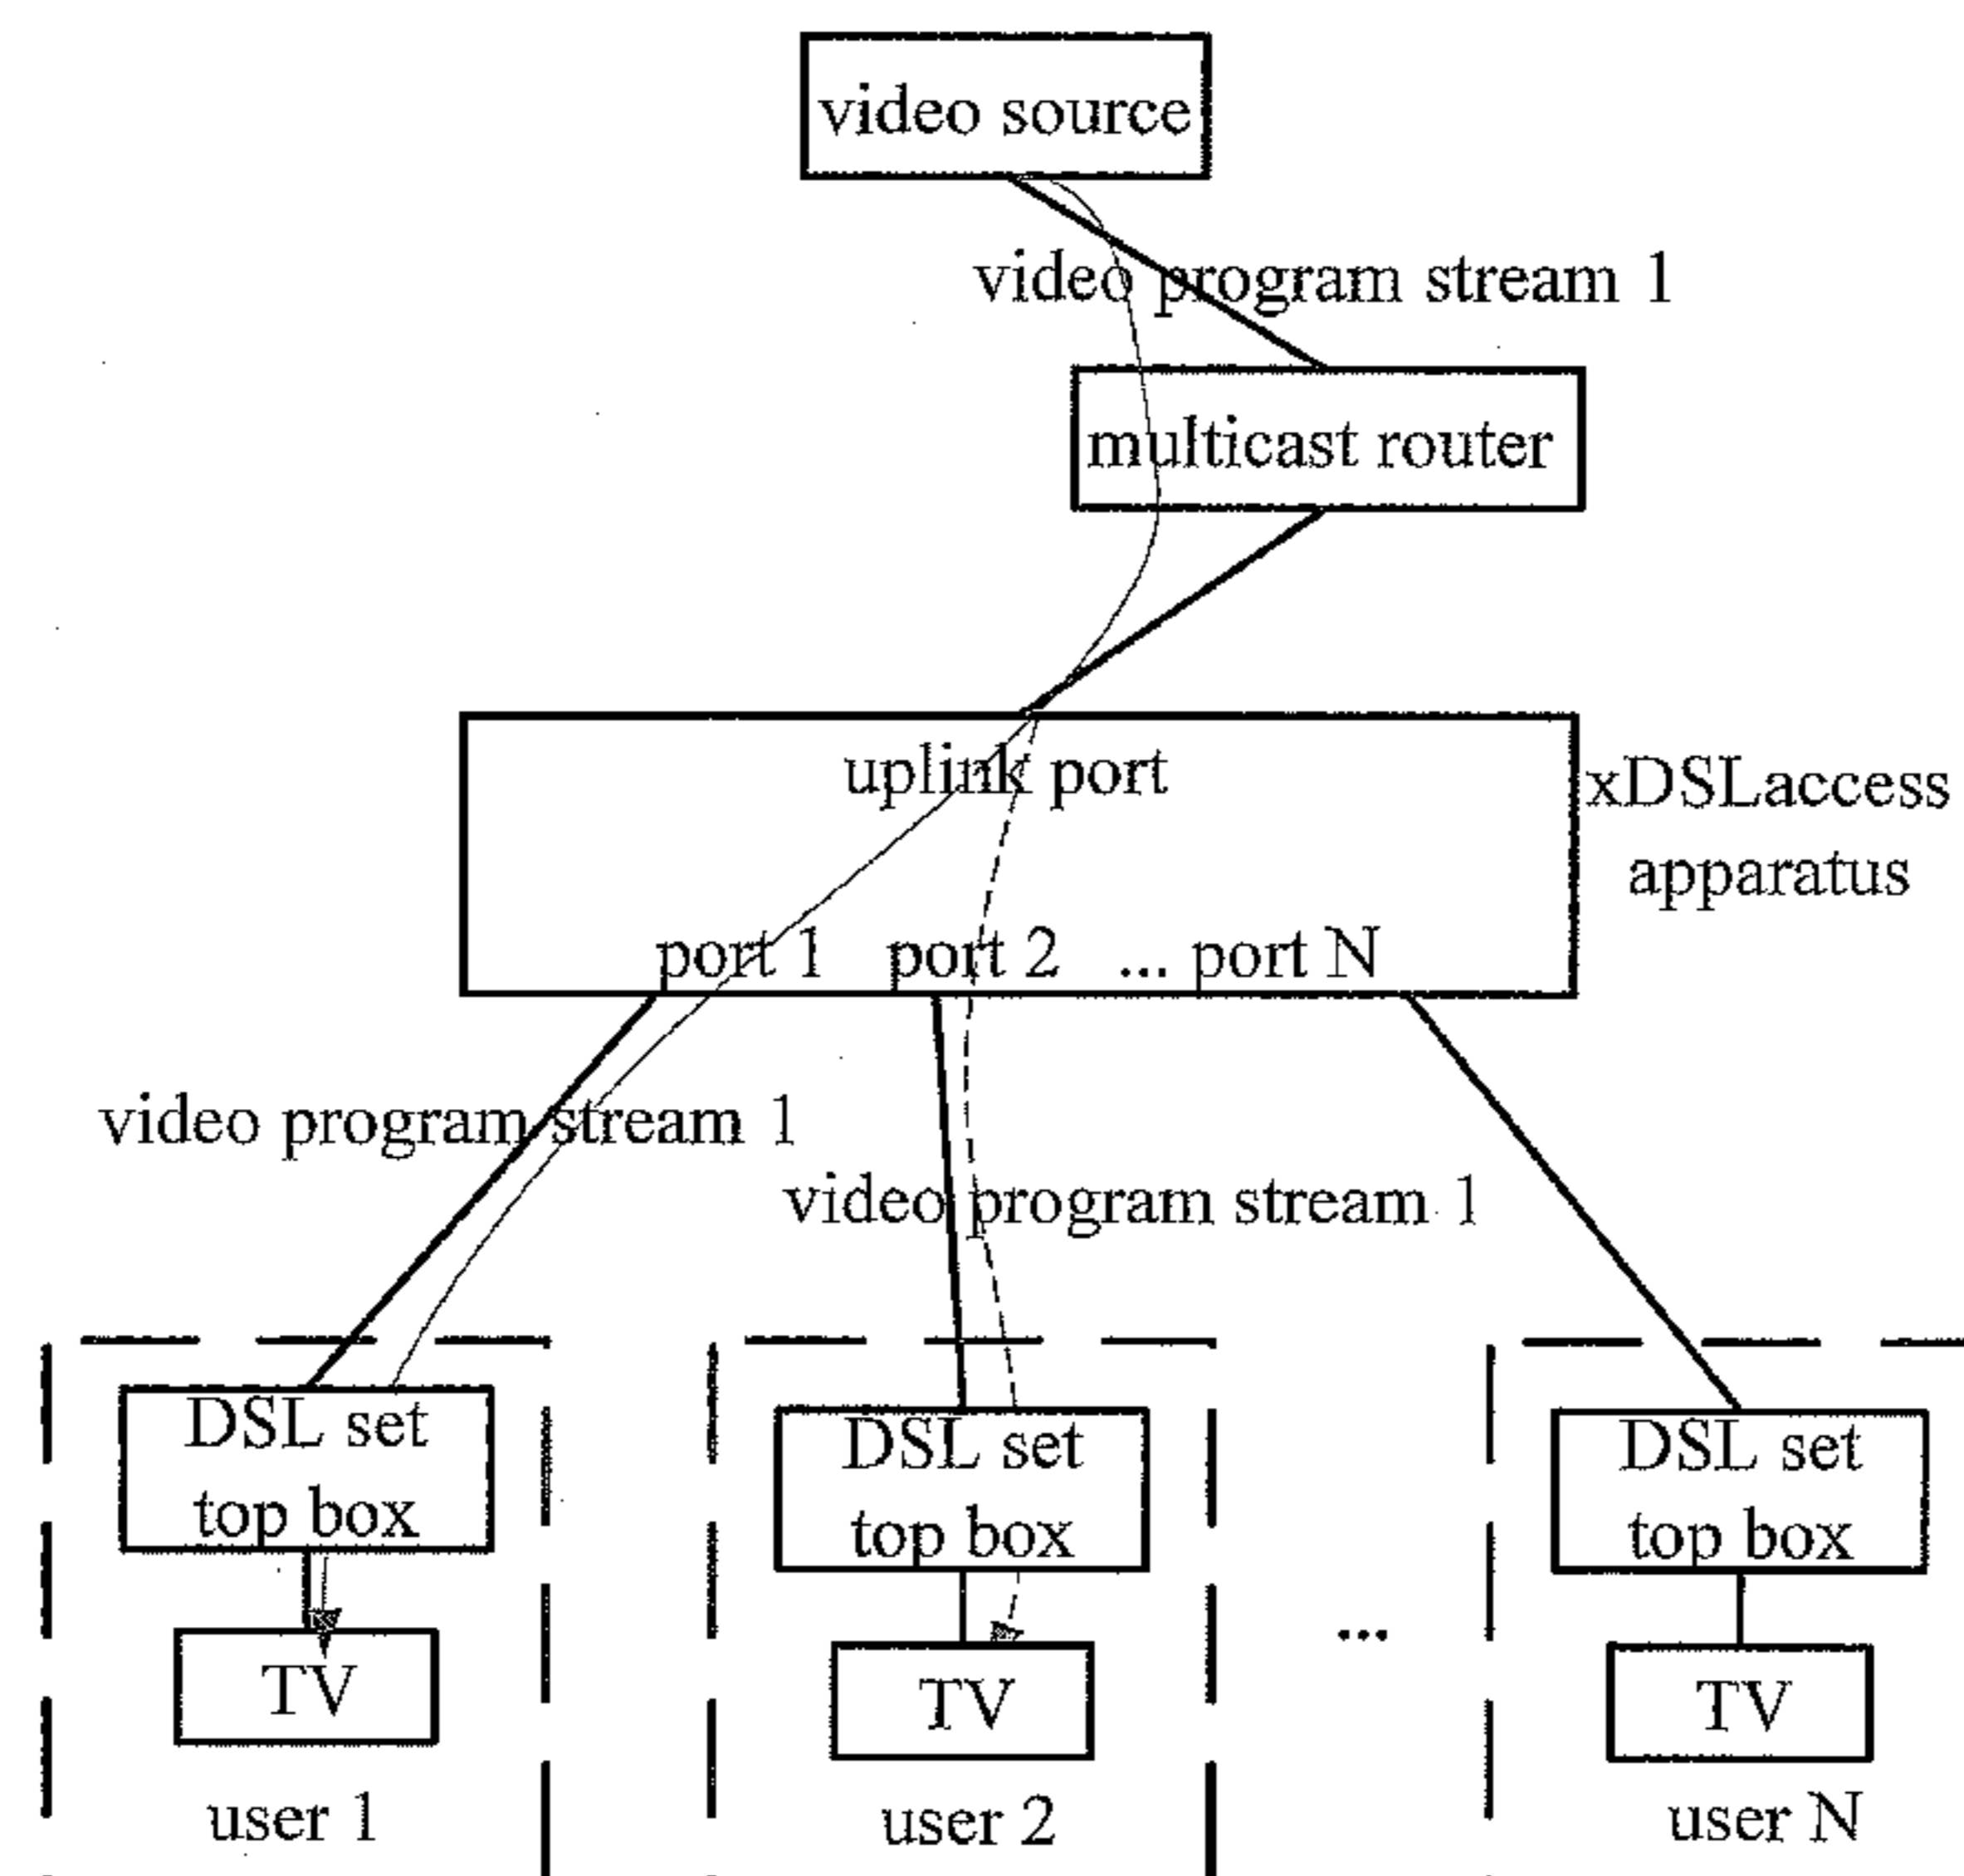 video source
video program stream 1
multicast router
uplink port
xDSLaccess
apparatus
port 1 port 2 ... port N
video program stream 1
video program stream 1
DSL set
top box
TV
user 1
DSL set
top box
TV
user 2
...
DSL set
top box
TV
user N